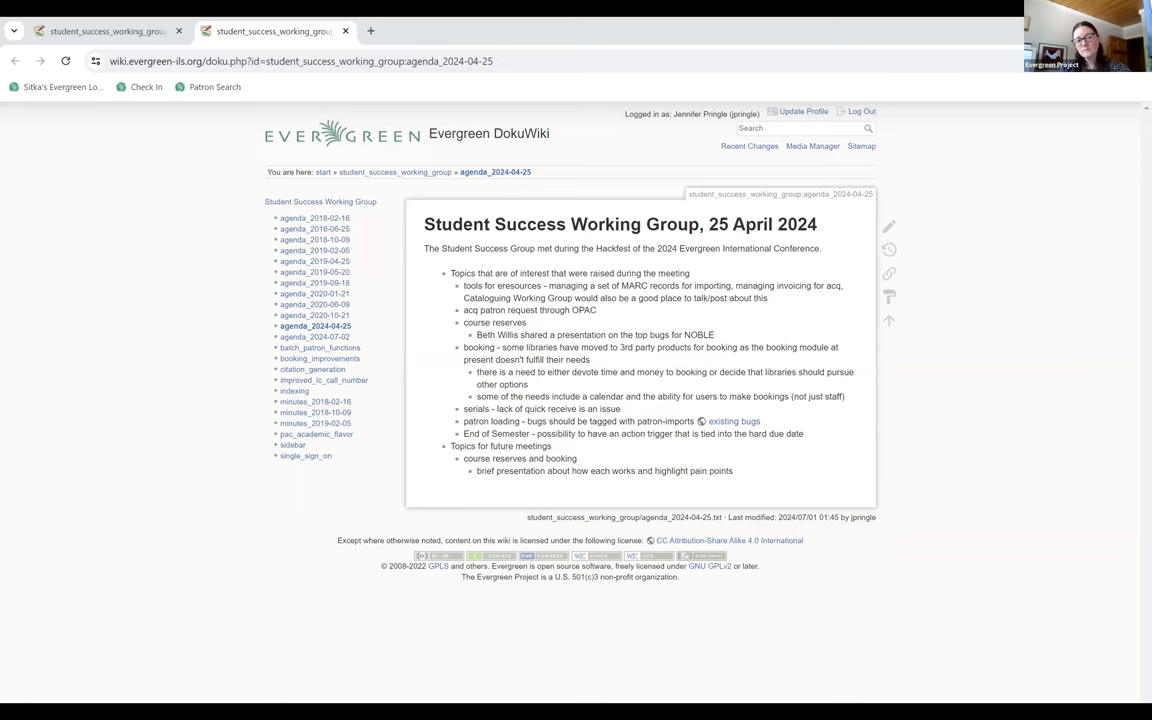 student_success_working_grou
student_success_working_grou
wiki.evergreen-ils.org/doku.php?id=student_success_working_group:agenda_2024-04-25
Sitka's Evergreen Lo...
Check In
Patron Search
Evergreen Project
Logged in as: Jennifer Pringle (jpringle)
Update Profile
Log Out
EVERGREEN
Evergreen DokuWiki
Search
Recent Changes
Media Manager
Sitemap
You are here: start » student_success_working_group » agenda_2024-04-25
student_success_working_group:agenda_2024-04-25
Student Success Working Group
agenda_2018-02-16
agenda_2018-06-25
agenda_2018-10-09
agenda_2019-02-05
agenda_2019-04-25
agenda_2019-05-20
agenda_2019-09-18
agenda_2020-01-21
agenda_2020-06-09
agenda_2020-10-21
agenda_2024-04-25
agenda_2024-07-02
batch_patron_functions
booking_improvements
citation_generation
improved_lc_call_number
indexing
minutes_2018-02-16
minutes_2018-10-09
minutes_2019-02-05
pac_academic_flavor
sidebar
single_sign_on
Student Success Working Group, 25 April 2024
The Student Success Group met during the Hackfest of the 2024 Evergreen International Conference.
Topics that are of interest that were raised during the meeting
tools for eresources - managing a set of MARC records for importing, managing invoicing for acq,
Cataloguing Working Group would also be a good place to talk/post about this
acq patron request through OPAC
course reserves
Beth Willis shared a presentation on the top bugs for NOBLE
booking - some libraries have moved to 3rd party products for booking as the booking module at
present doesn't fulfill their needs
there is a need to either devote time and money to booking or decide that libraries should pursue
other options
some of the needs include a calendar and the ability for users to make bookings (not just staff)
serials - lack of quick receive is an issue
patron loading - bugs should be tagged with patron-imports existing bugs
End of Semester - possibility to have an action trigger that is tied into the hard due date
Topics for future meetings
course reserves and booking
brief presentation about how each works and highlight pain points
student_success_working_group/agenda_2024-04-25.txt · Last modified: 2024/07/01 01:45 by jpringle
Except where otherwise noted, content on this wiki is licensed under the following license: CC Attribution-Share Alike 4.0 International
© 2008-2022 GPLS and others. Evergreen is open source software, freely licensed under GNU GPLv2 or later.
The Evergreen Project is a U.S. 501(c)3 non-profit organization.